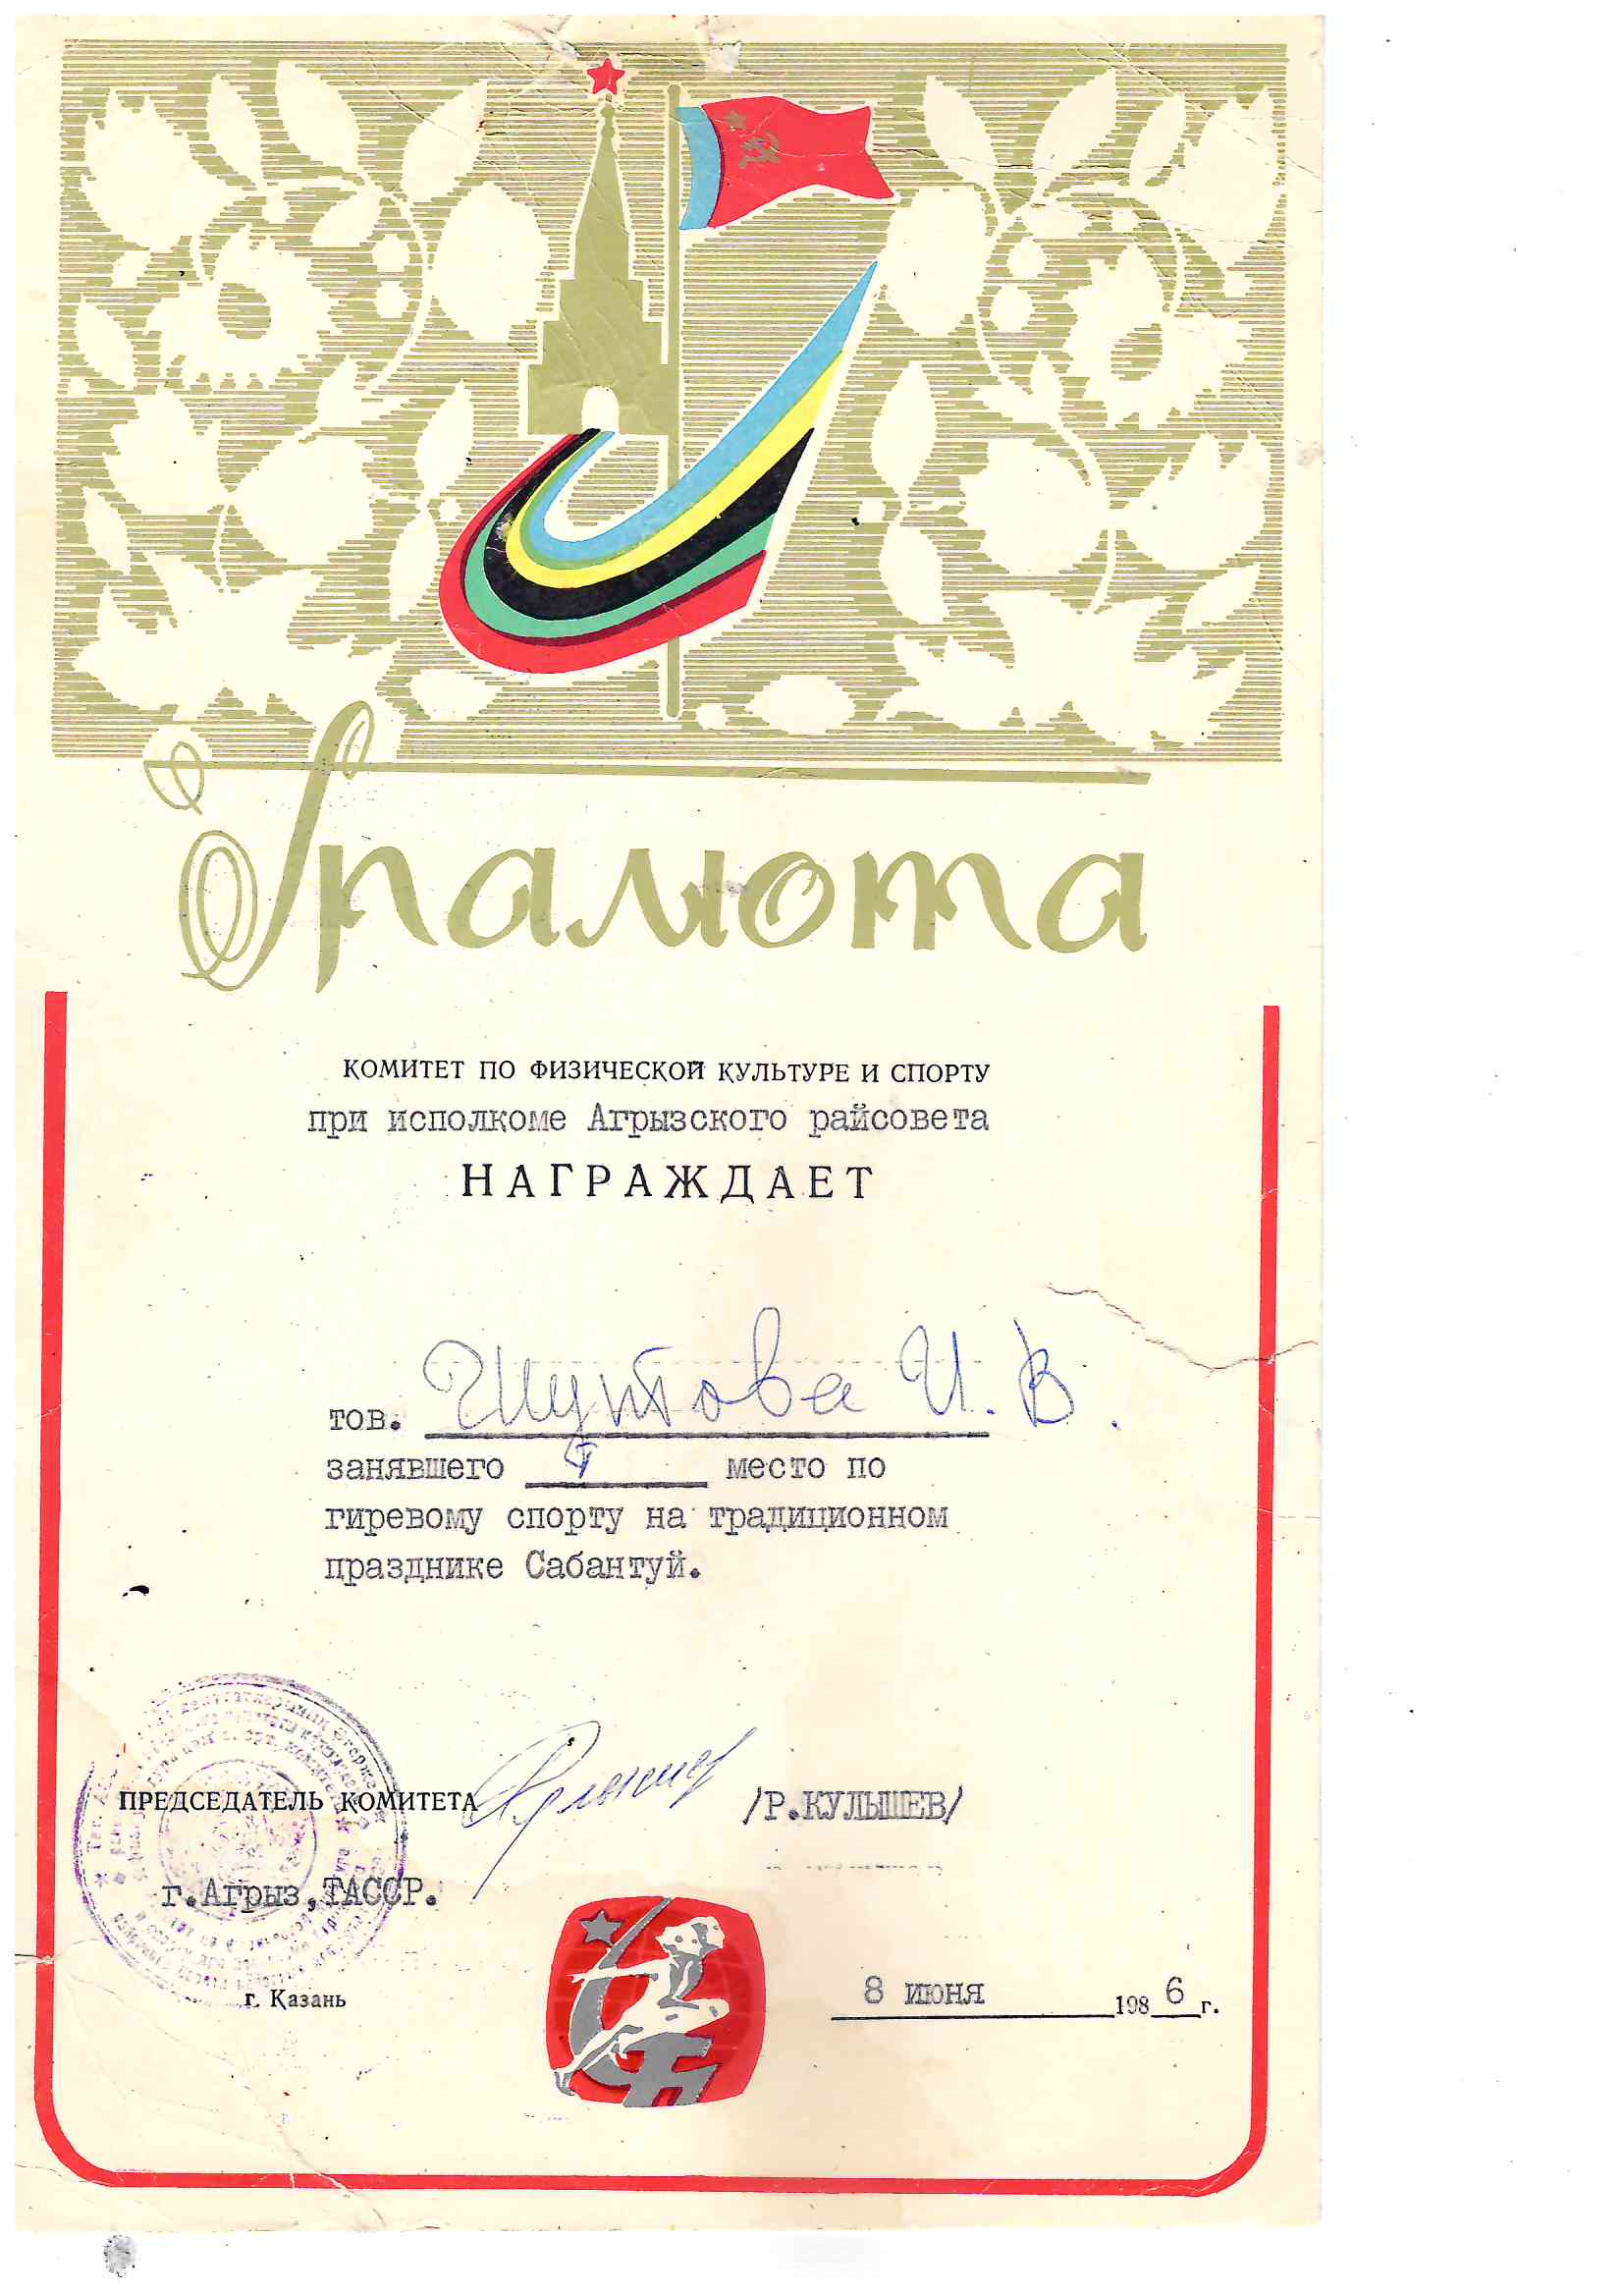 Грамота
КОМИТЕТ ПО ФИЗИЧЕСКОЙ КУЛЬТУРЕ И СПОРТУ
при исполкоме Агрызского райсовета
НАГРАЖДАЕТ
тов. Шутова И. В.
занявшего I место по
гиревому спорту на традиционном
празднике Сабантуй.
ПРЕДСЕДАТЕЛЬ КОМИТЕТА /Р.КУЛЫШЕВ/
г.Агрыз,ТАССР.
г. Казань
8 июня 1986 г.